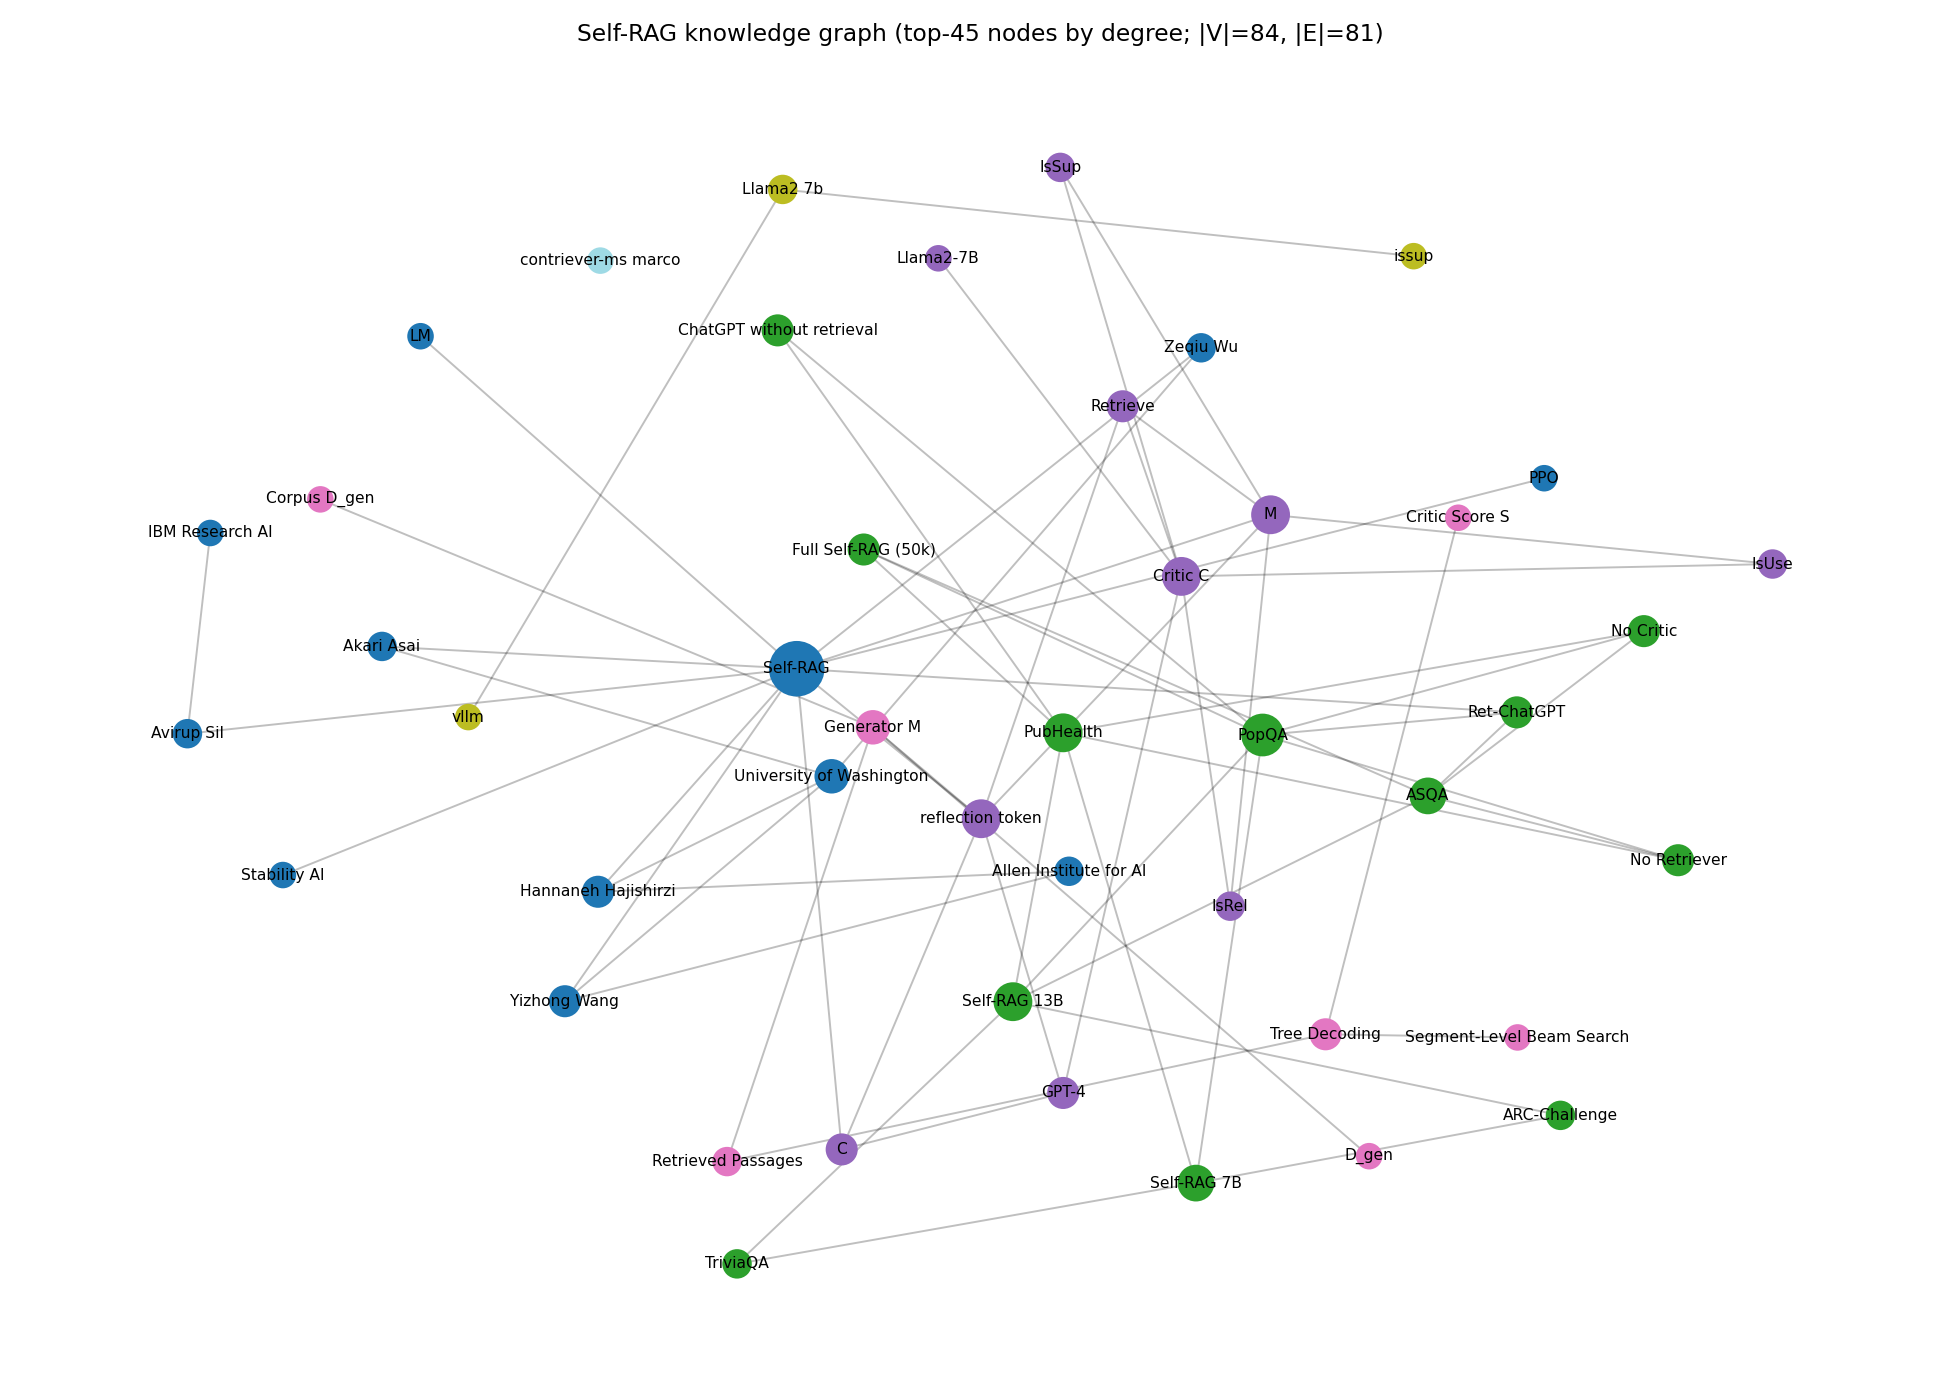 Self-RAG knowledge graph (top-45 nodes by degree; |V|=84, |E|=81)
IsSup
Llama2 7b
contriever-ms marco
Llama2-7B
issup
LM
ChatGPT without retrieval
Zeqiu Wu
Retrieve
PPO
Corpus D_gen
M
Critic Score S
IBM Research AI
Full Self-RAG (50k)
Critic C
IsUse
Akari Asai
Self-RAG
No Critic
Avirup Sil
vllm
Generator M
PubHealth
PopQA
Ret-ChatGPT
University of Washington
ASQA
reflection token
Stability AI
Hannaneh Hajishirzi
Allen Institute for AI
No Retriever
IsRel
Yizhong Wang
Self-RAG 13B
Tree Decoding
Segment-Level Beam Search
GPT-4
ARC-Challenge
Retrieved Passages
C
D_gen
Self-RAG 7B
TriviaQA